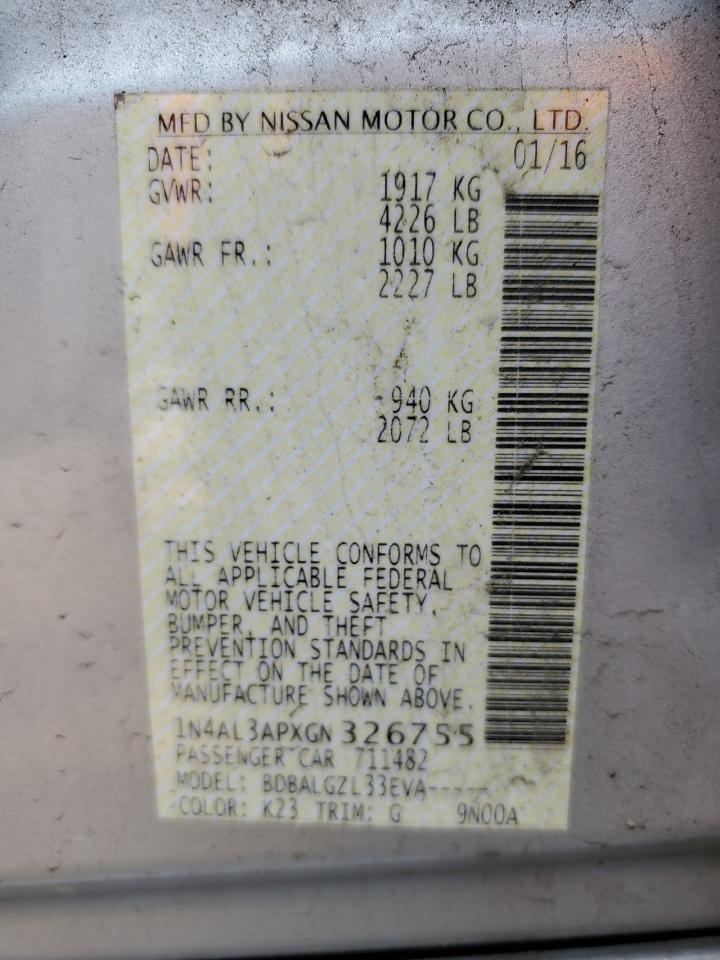 MFD BY NISSAN MOTOR CO., LTD.
DATE: 01/16
GVWR: 1917 KG
4226 LB
GAWR FR.: 1010 KG
2227 LB
GAWR RR.: 940 KG
2072 LB
THIS VEHICLE CONFORMS TO
ALL APPLICABLE FEDERAL
MOTOR VEHICLE SAFETY,
BUMPER, AND THEFT
PREVENTION STANDARDS IN
EFFECT ON THE DATE OF
MANUFACTURE SHOWN ABOVE.
1N4AL3APXGN326755
PASSENGER CAR 711482
MODEL: BDBALGZL33EVA-----
COLOR: K23 TRIM: G 9N00A